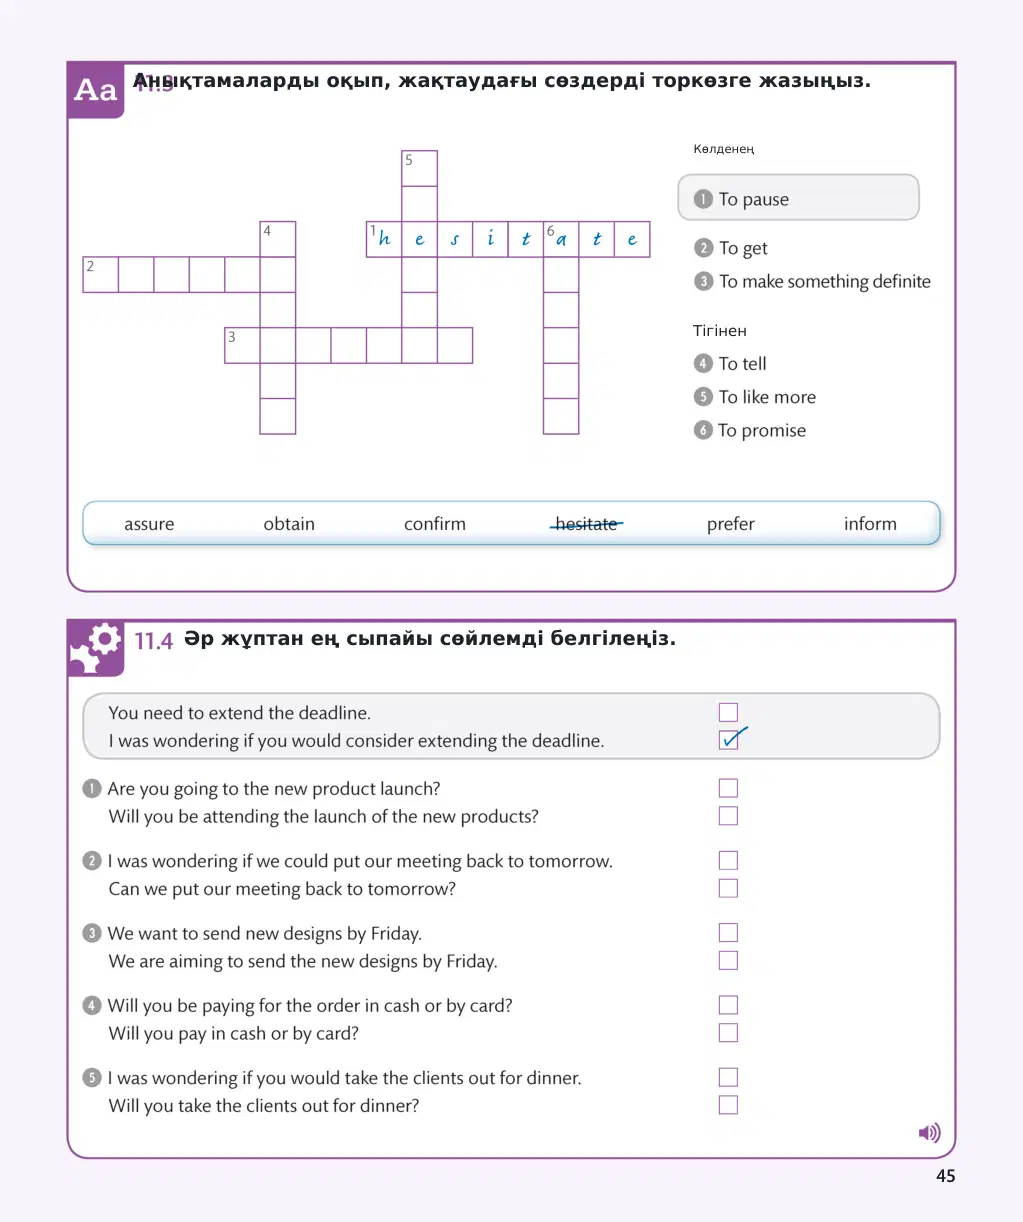 Aa
11.3 Анықтамаларды оқып, жақтаудағы сөздерді торкөзге жазыңыз.
Көлденең
1 To pause
2 To get
3 To make something definite
Тігінен
4 To tell
5 To like more
6 To promise
5
4
1 h e s i t 6 a t e
2
3
assure obtain confirm hesitate prefer inform
11.4 Әр жұптан ең сыпайы сөйлемді белгілеңіз.
You need to extend the deadline.
I was wondering if you would consider extending the deadline.
1 Are you going to the new product launch?
Will you be attending the launch of the new products?
2 I was wondering if we could put our meeting back to tomorrow.
Can we put our meeting back to tomorrow?
3 We want to send new designs by Friday.
We are aiming to send the new designs by Friday.
4 Will you be paying for the order in cash or by card?
Will you pay in cash or by card?
5 I was wondering if you would take the clients out for dinner.
Will you take the clients out for dinner?
45